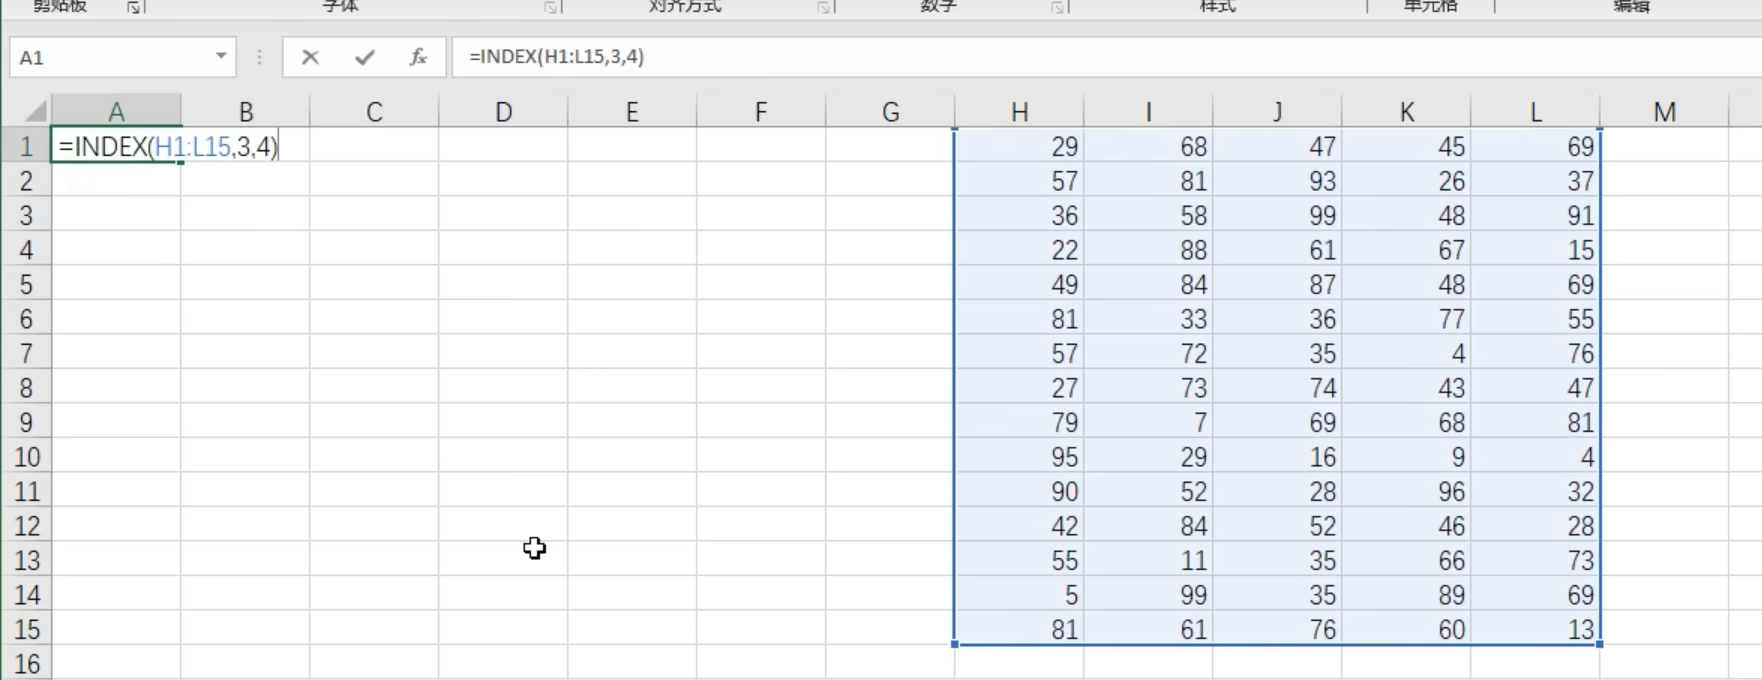 剪贴板 字体 对齐方式 数字 样式 单元格 编辑
A1 fx =INDEX(H1:L15,3,4)
A B C D E F G H I J K L M
1 =INDEX(H1:L15,3,4) 29 68 47 45 69
2 57 81 93 26 37
3 36 58 99 48 91
4 22 88 61 67 15
5 49 84 87 48 69
6 81 33 36 77 55
7 57 72 35 4 76
8 27 73 74 43 47
9 79 7 69 68 81
10 95 29 16 9 4
11 90 52 28 96 32
12 42 84 52 46 28
13 55 11 35 66 73
14 5 99 35 89 69
15 81 61 76 60 13
16